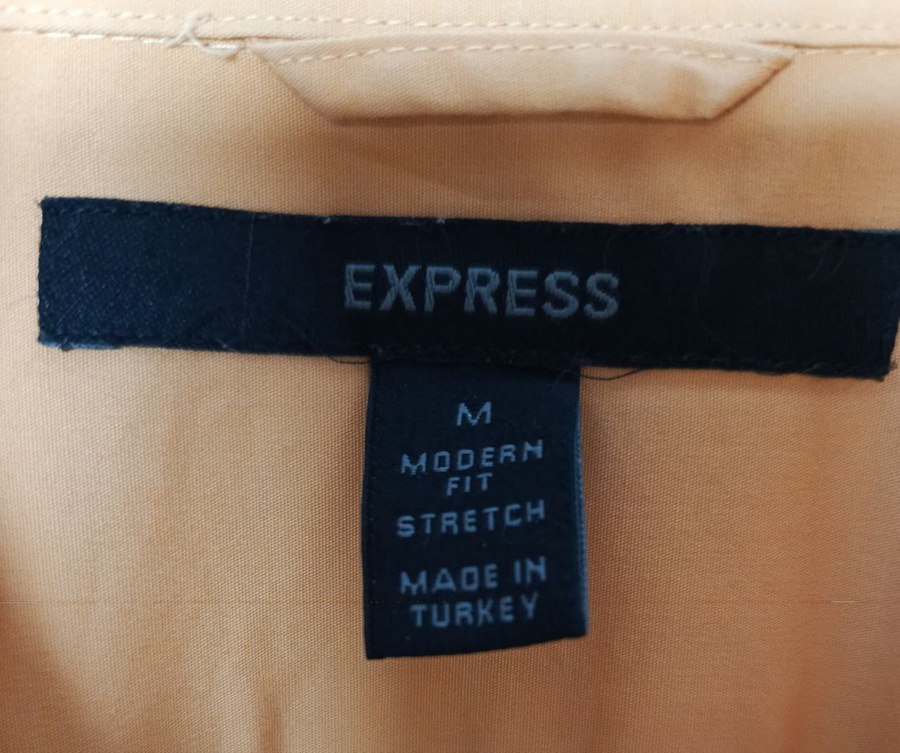 EXPRESS
M
MODERN
FIT
STRETCH
MADE IN
TURKEY